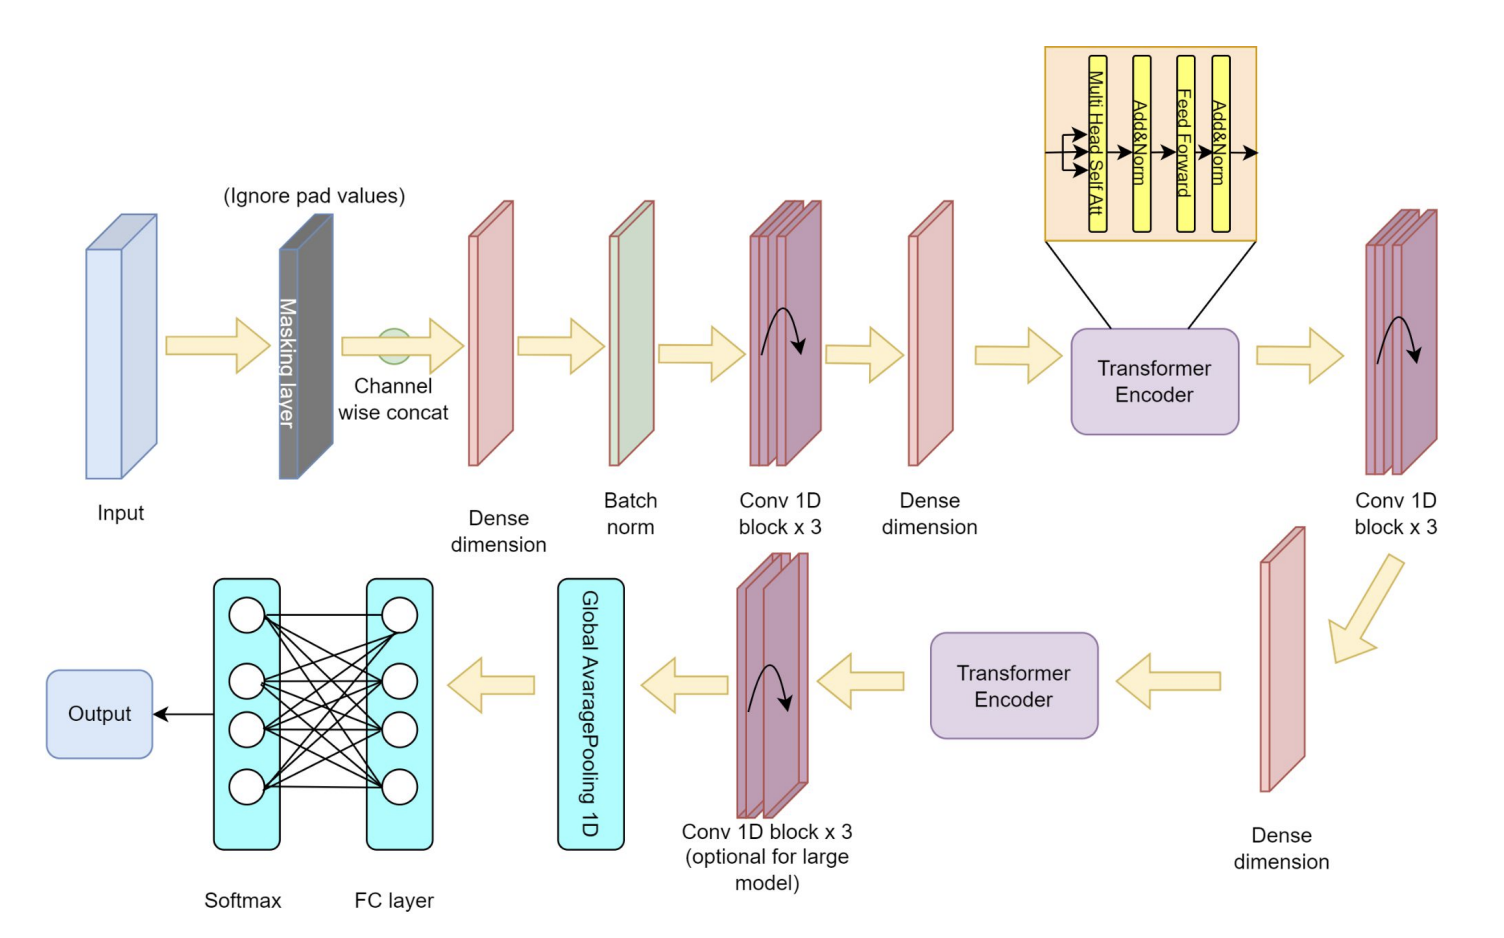 (Ignore pad values)
Masking layer
Channel
wise concat
Input
Dense
dimension
Batch
norm
Conv 1D
block x 3
Dense
dimension
Multi Head Self Att
Add&Norm
Feed Forward
Add&Norm
Transformer
Encoder
Conv 1D
block x 3
Dense
dimension
Transformer
Encoder
Conv 1D block x 3
(optional for large
model)
Global AvaragePooling 1D
FC layer
Softmax
Output